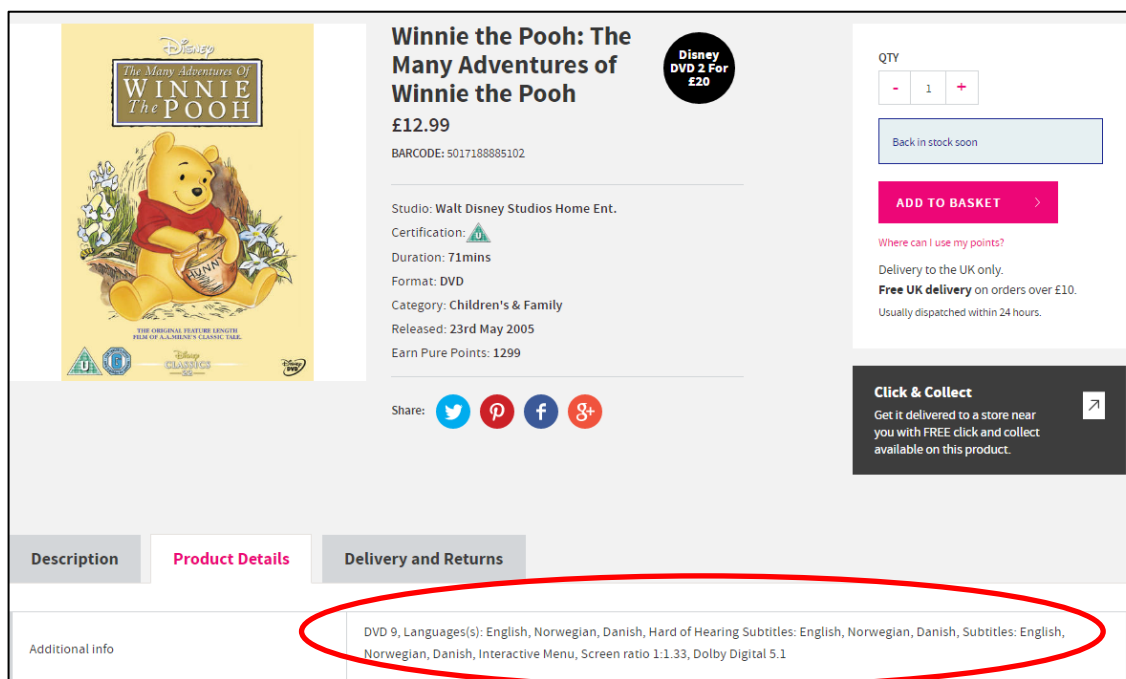 Disney
The Many Adventures Of
WINNIE
The POOH
HUNNY
THE ORIGINAL FEATURE LENGTH
FILM OF A.A.MILNE'S CLASSIC TALE.
U
Disney
CLASSICS
22
Disney
DVD
Winnie the Pooh: The
Many Adventures of
Winnie the Pooh
Disney
DVD 2 For
£20
£12.99
BARCODE: 5017188885102
Studio: Walt Disney Studios Home Ent.
Certification: U
Duration: 71mins
Format: DVD
Category: Children's & Family
Released: 23rd May 2005
Earn Pure Points: 1299
Share:
QTY
- 1 +
Back in stock soon
ADD TO BASKET
Where can I use my points?
Delivery to the UK only.
Free UK delivery on orders over £10.
Usually dispatched within 24 hours.
Click & Collect
Get it delivered to a store near
you with FREE click and collect
available on this product.
Description
Product Details
Delivery and Returns
Additional info
DVD 9, Languages(s): English, Norwegian, Danish, Hard of Hearing Subtitles: English, Norwegian, Danish, Subtitles: English,
Norwegian, Danish, Interactive Menu, Screen ratio 1:1.33, Dolby Digital 5.1